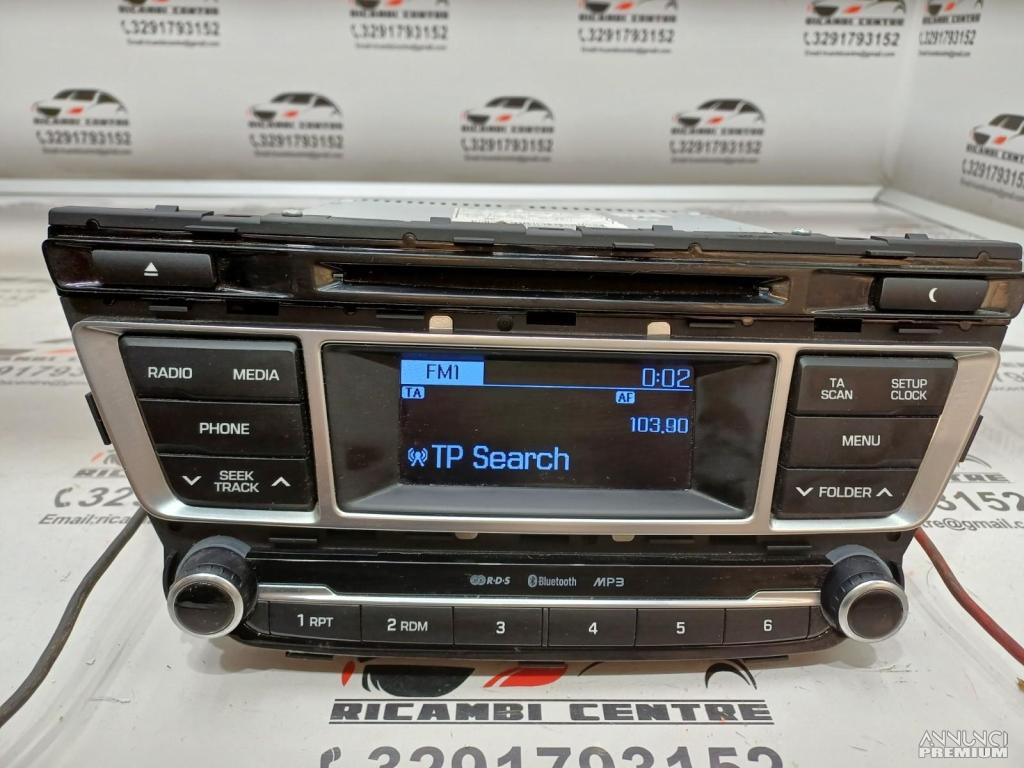 RICAMBI CENTRE
3291793152
RICAMBI CENTRE
3291793152
RICAMBI CENTRE
3291793152
RICAMBI CENTRE
3291793152
RICAMBI CENTRE
3291793152
RICAMBI CENTRE
3291793152
RICAMBI CENTRE
3291793152
RICAMBI CENTRE
3291793152
RICAMBI CENTRE
3291793152
RADIO MEDIA
PHONE
SEEK
TRACK
FM1 0:02
TA AF
103.90
TP Search
TA
SCAN
SETUP
CLOCK
MENU
FOLDER
R·D·S Bluetooth MP3
1 RPT 2 RDM 3 4 5 6
RICAMBI CENTRE
3291793152
ANNUNCI
PREMIUM